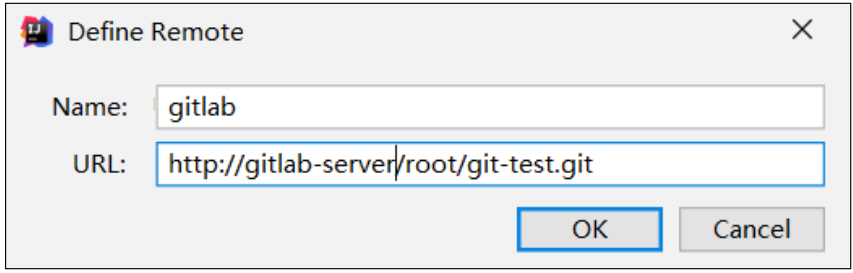 Define Remote
Name: gitlab
URL: http://gitlab-server/root/git-test.git
OK Cancel